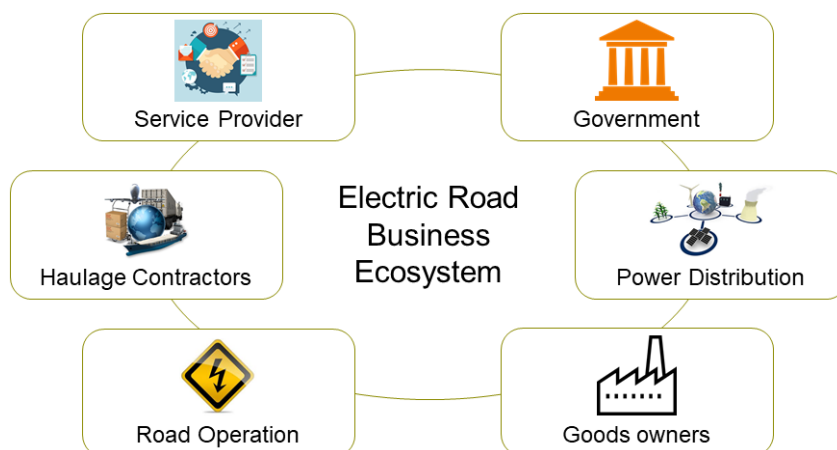 Service Provider
Government
Electric Road
Business
Ecosystem
Haulage Contractors
Power Distribution
Road Operation
Goods owners